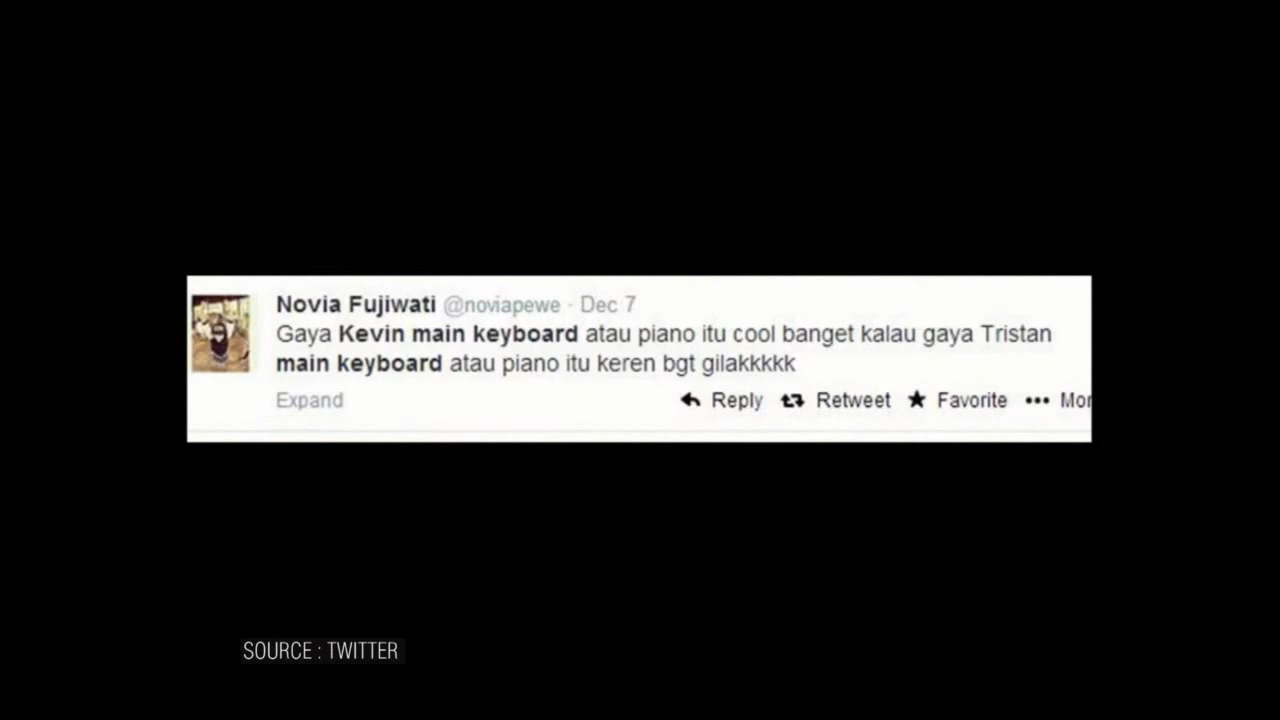 Novia Fujiwati @noviapewe · Dec 7
Gaya Kevin main keyboard atau piano itu cool banget kalau gaya Tristan
main keyboard atau piano itu keren bgt gilakkkkk
Expand Reply Retweet Favorite ••• Mor
SOURCE : TWITTER